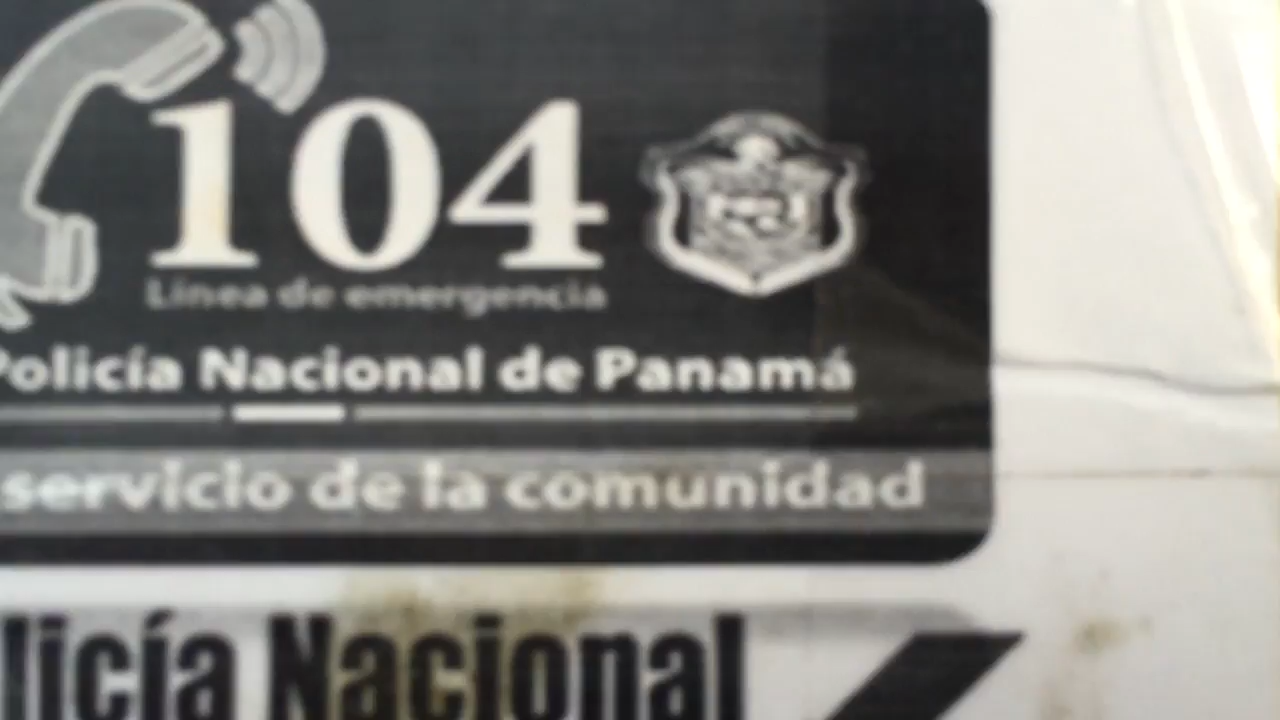 104
Línea de emergencia
Policía Nacional de Panamá
servicio de la comunidad
licía Nacional